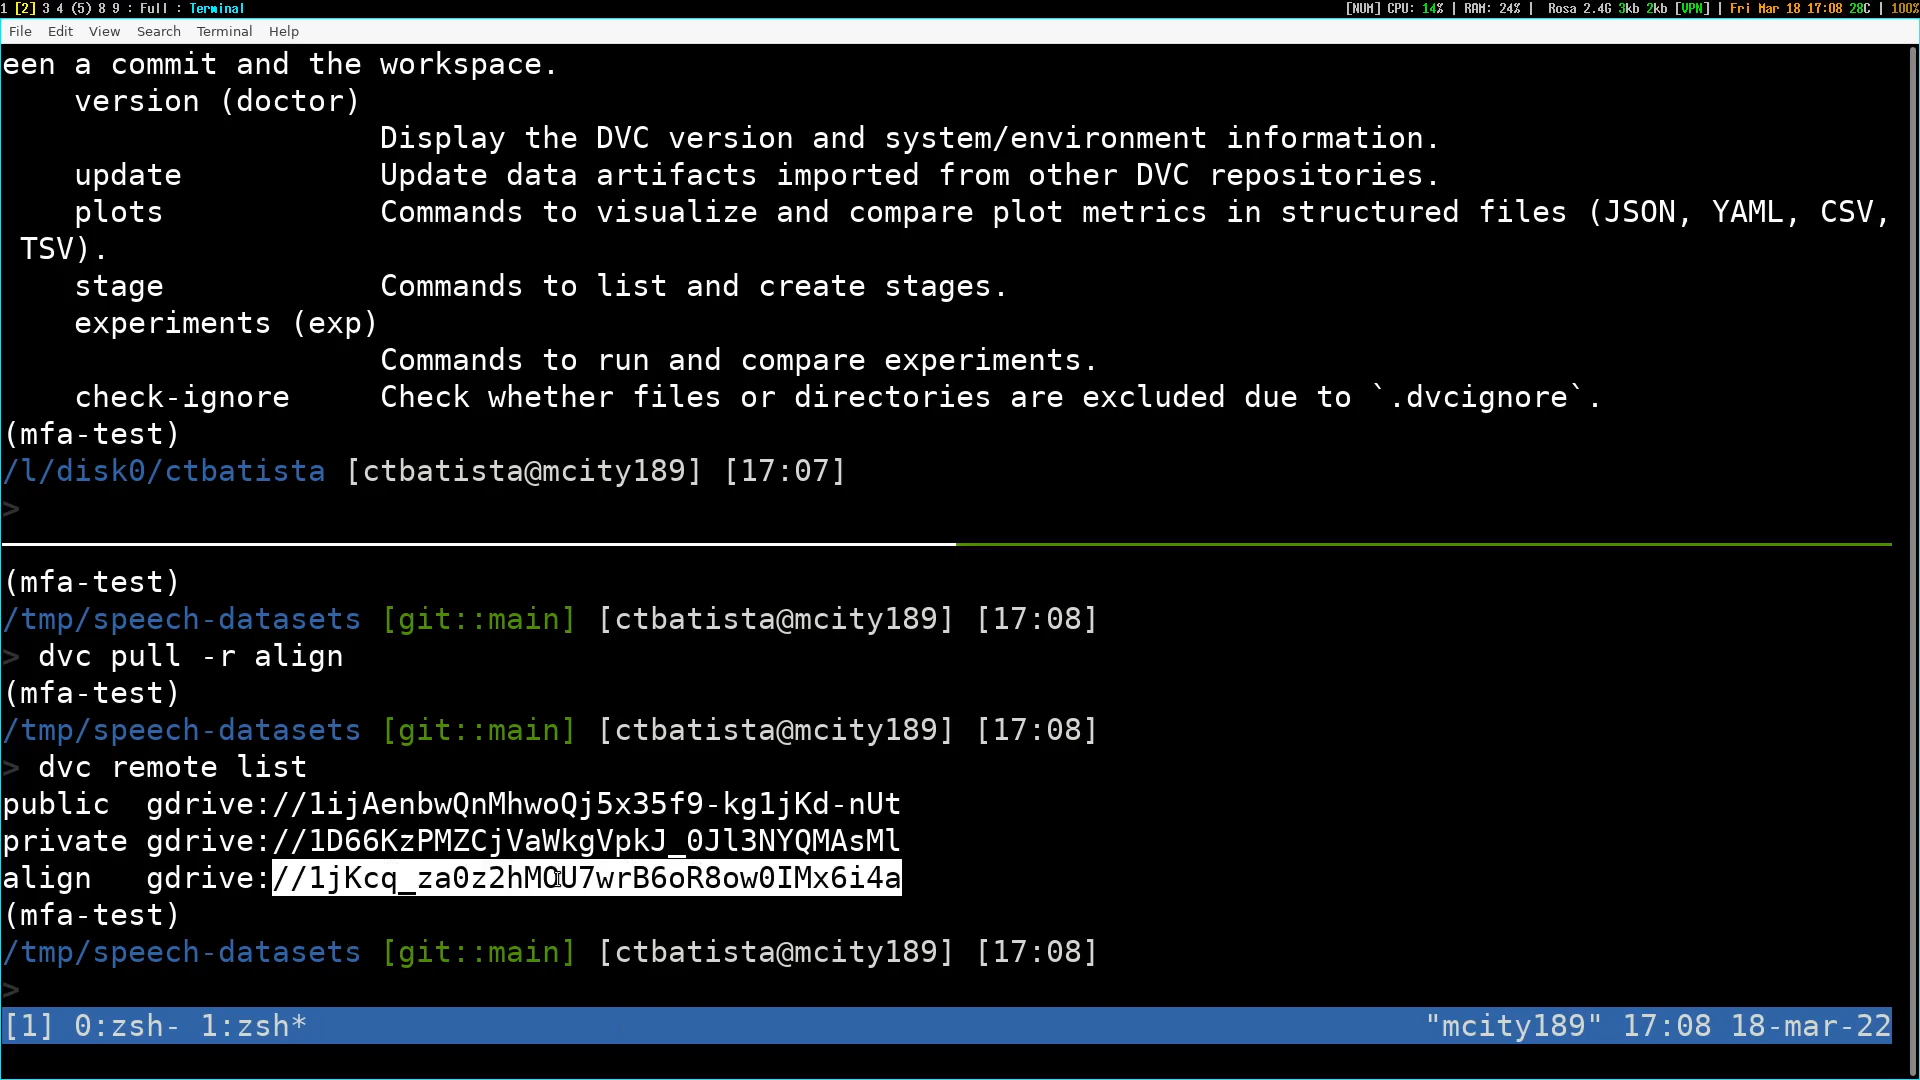 1 [2] 3 4 (5) 8 9 : Full : Terminal [NUM] CPU: 14% | RAM: 24% | Rosa 2.4G 3kb 2kb [VPN] | Fri Mar 18 17:08 28C | 100%
File Edit View Search Terminal Help
een a commit and the workspace.
version (doctor)
Display the DVC version and system/environment information.
update Update data artifacts imported from other DVC repositories.
plots Commands to visualize and compare plot metrics in structured files (JSON, YAML, CSV,
TSV).
stage Commands to list and create stages.
experiments (exp)
Commands to run and compare experiments.
check-ignore Check whether files or directories are excluded due to `.dvcignore`.
(mfa-test)
/l/disk0/ctbatista [ctbatista@mcity189] [17:07]
>
(mfa-test)
/tmp/speech-datasets [git::main] [ctbatista@mcity189] [17:08]
> dvc pull -r align
(mfa-test)
/tmp/speech-datasets [git::main] [ctbatista@mcity189] [17:08]
> dvc remote list
public gdrive://1ijAenbwQnMhwoQj5x35f9-kg1jKd-nUt
private gdrive://1D66KzPMZCjVaWkgVpkJ_0Jl3NYQMAsMl
align gdrive://1jKcq_za0z2hMOU7wrB6oR8ow0IMx6i4a
(mfa-test)
/tmp/speech-datasets [git::main] [ctbatista@mcity189] [17:08]
>
[1] 0:zsh- 1:zsh* "mcity189" 17:08 18-mar-22